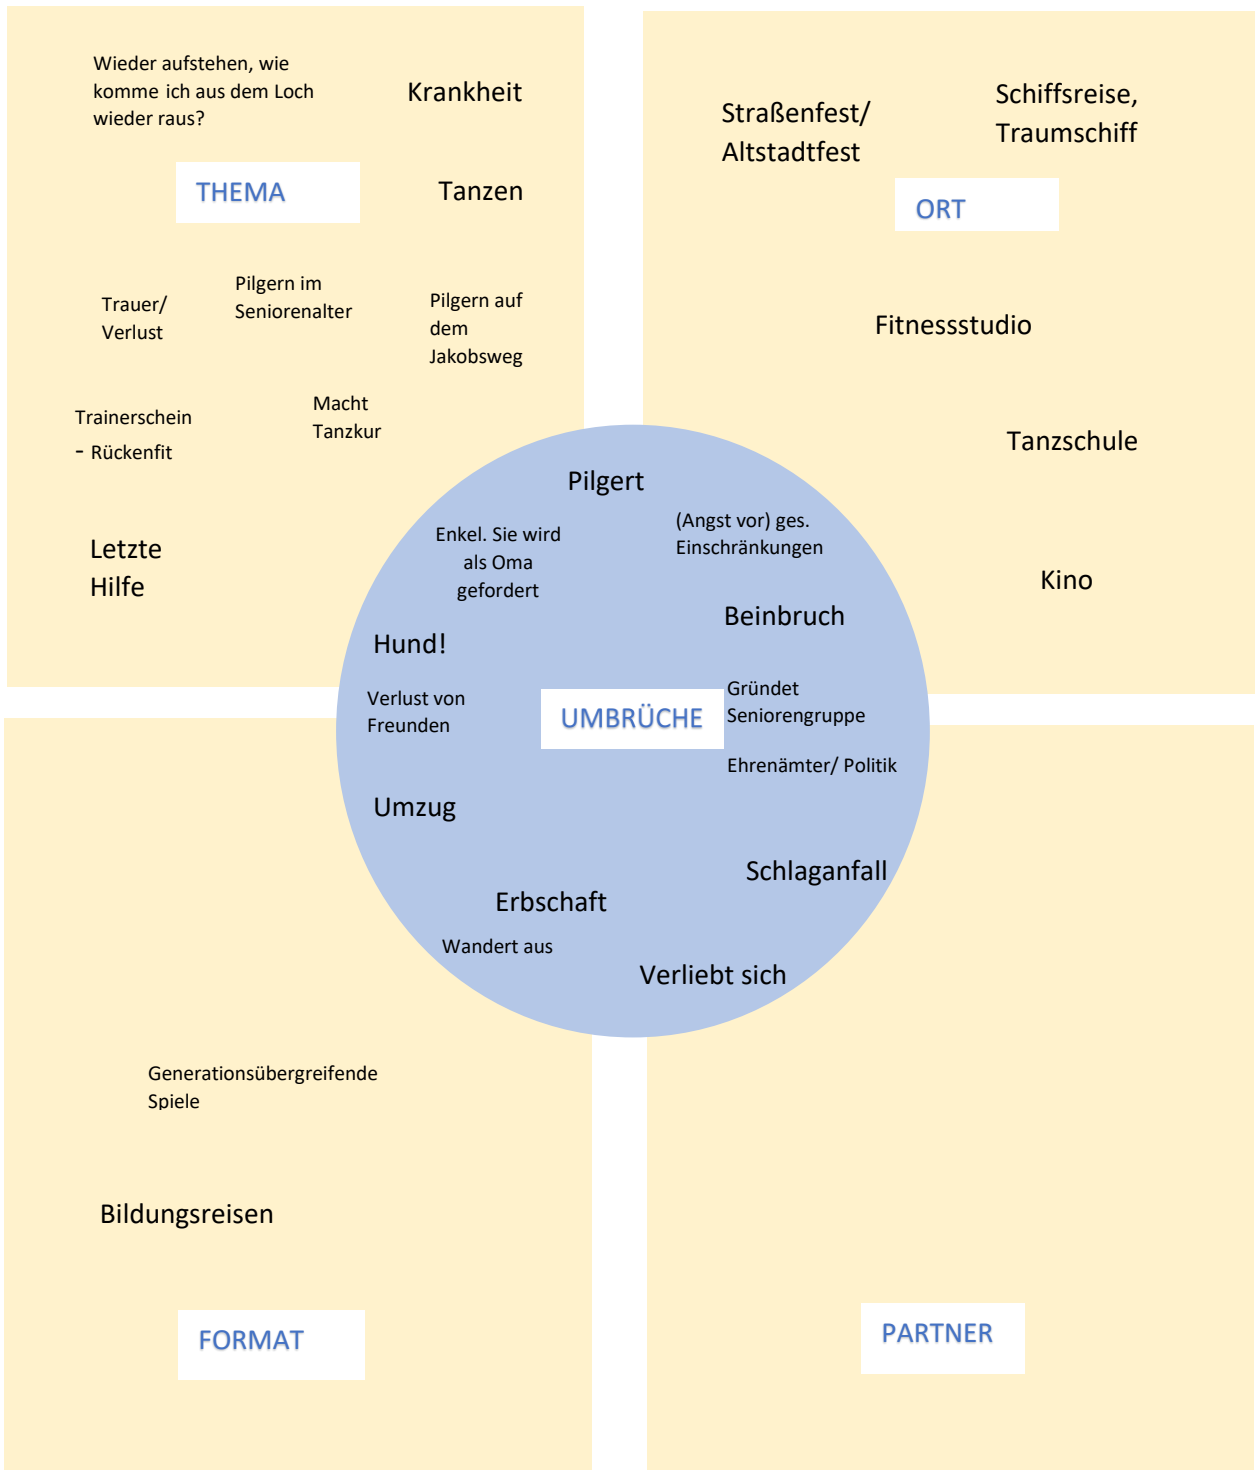 Wieder aufstehen, wie
komme ich aus dem Loch
wieder raus?
Krankheit
THEMA
Tanzen
Trauer/
Verlust
Pilgern im
Seniorenalter
Pilgern auf
dem
Jakobsweg
Trainerschein
- Rückenfit
Macht
Tanzkur
Letzte
Hilfe
Straßenfest/
Altstadtfest
Schiffsreise,
Traumschiff
ORT
Fitnessstudio
Tanzschule
Kino
Pilgert
Enkel. Sie wird
als Oma
gefordert
(Angst vor) ges.
Einschränkungen
Beinbruch
Hund!
Verlust von
Freunden
UMBRÜCHE
Gründet
Seniorengruppe
Ehrenämter/ Politik
Umzug
Schlaganfall
Erbschaft
Wandert aus
Verliebt sich
Generationsübergreifende
Spiele
Bildungsreisen
FORMAT
PARTNER